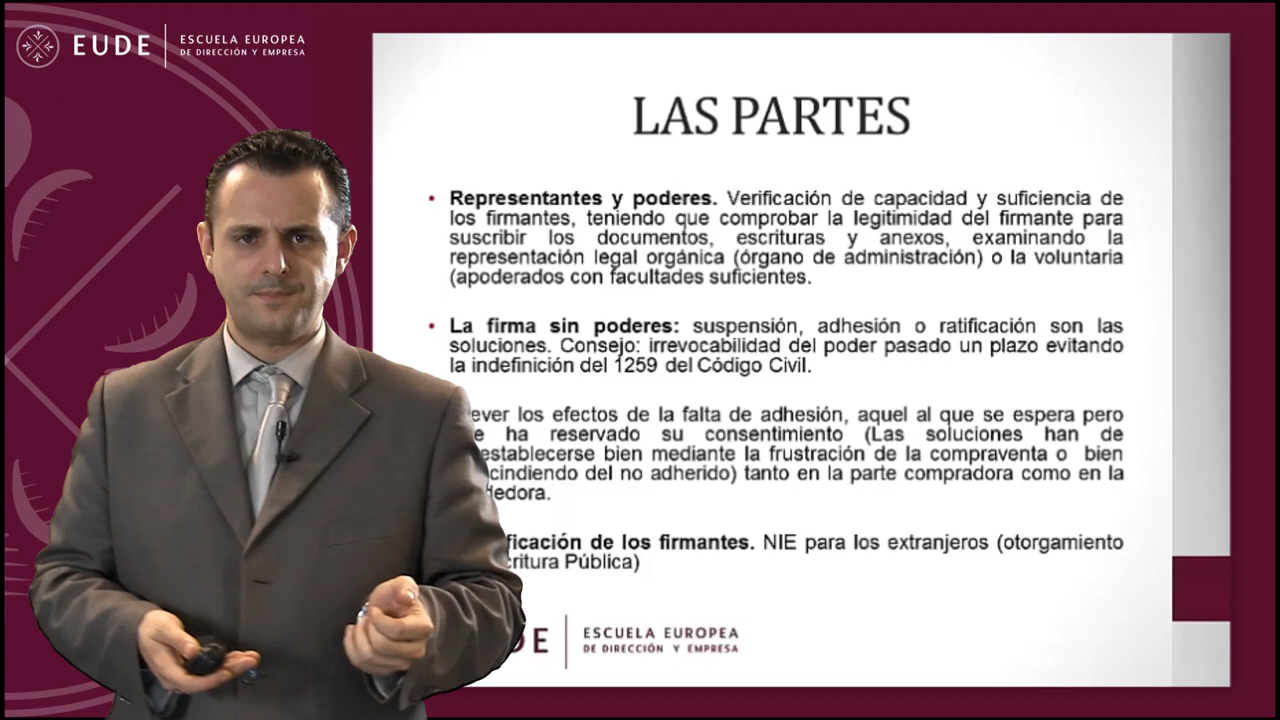 EUDE
ESCUELA EUROPEA
DE DIRECCIÓN Y EMPRESA
LAS PARTES
• Representantes y poderes. Verificación de capacidad y suficiencia de
los firmantes, teniendo que comprobar la legitimidad del firmante para
suscribir los documentos, escrituras y anexos, examinando la
representación legal orgánica (órgano de administración) o la voluntaria
(apoderados con facultades suficientes.
• La firma sin poderes: suspensión, adhesión o ratificación son las
soluciones. Consejo: irrevocabilidad del poder pasado un plazo evitando
la indefinición del 1259 del Código Civil.
los efectos de la falta de adhesión, aquel al que se espera pero
ha reservado su consentimiento (Las soluciones han de
establecerse bien mediante la frustración de la compraventa o bien
del no adherido) tanto en la parte compradora como en la
de los firmantes. NIE para los extranjeros (otorgamiento
Pública)
ESCUELA EUROPEA
DE DIRECCIÓN Y EMPRESA